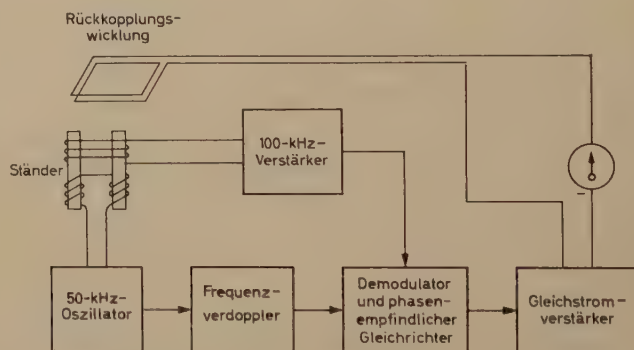 Rückkopplungs-
wicklung
Ständer
100-kHz-
Verstärker
50-kHz-
Oszillator
Frequenz-
verdoppler
Demodulator
und phasen-
empfindlicher
Gleichrichter
Gleichstrom-
verstärker